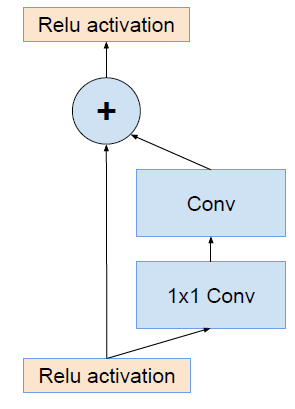 Relu activation
+
Conv
1x1 Conv
Relu activation